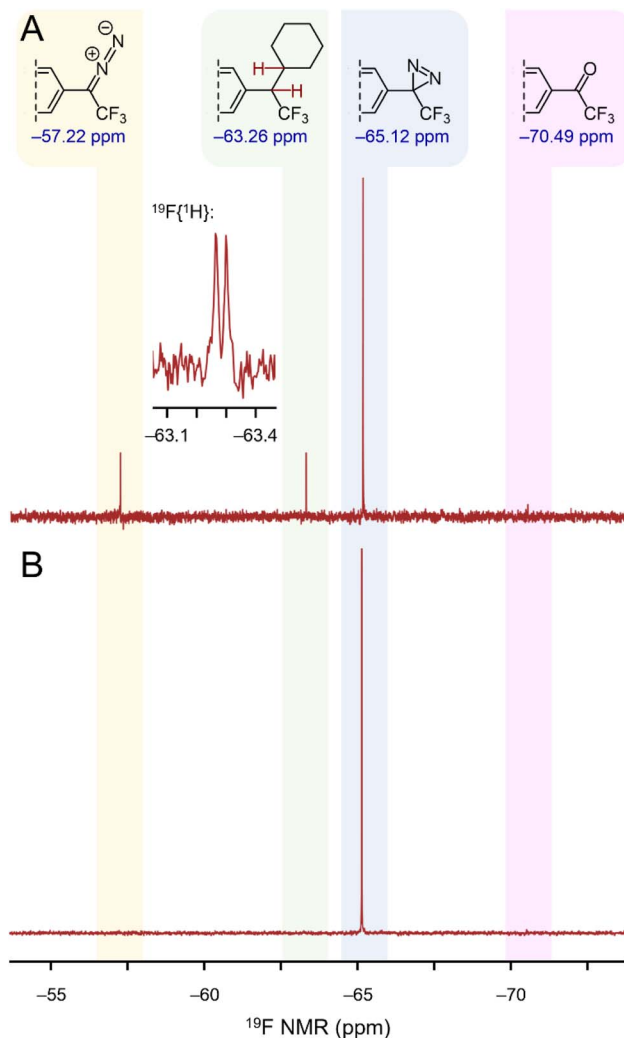 A
N
⊖
⊕
N
CF₃
–57.22 ppm
H
H
CF₃
–63.26 ppm
N
N
CF₃
–65.12 ppm
O
CF₃
–70.49 ppm
¹⁹F{¹H}:
–63.1 –63.4
B
–55 –60 –65 –70
¹⁹F NMR (ppm)